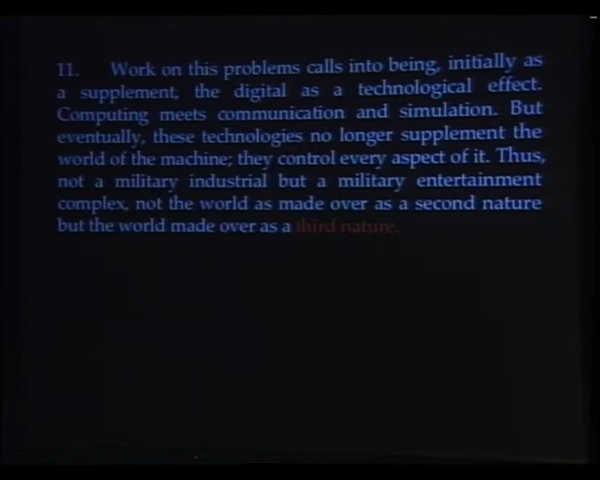 11. Work on this problems calls into being, initially as
a supplement, the digital as a technological effect.
Computing meets communication and simulation. But
eventually, these technologies no longer supplement the
world of the machine; they control every aspect of it. Thus,
not a military industrial but a military entertainment
complex, not the world as made over as a second nature
but the world made over as a third nature.